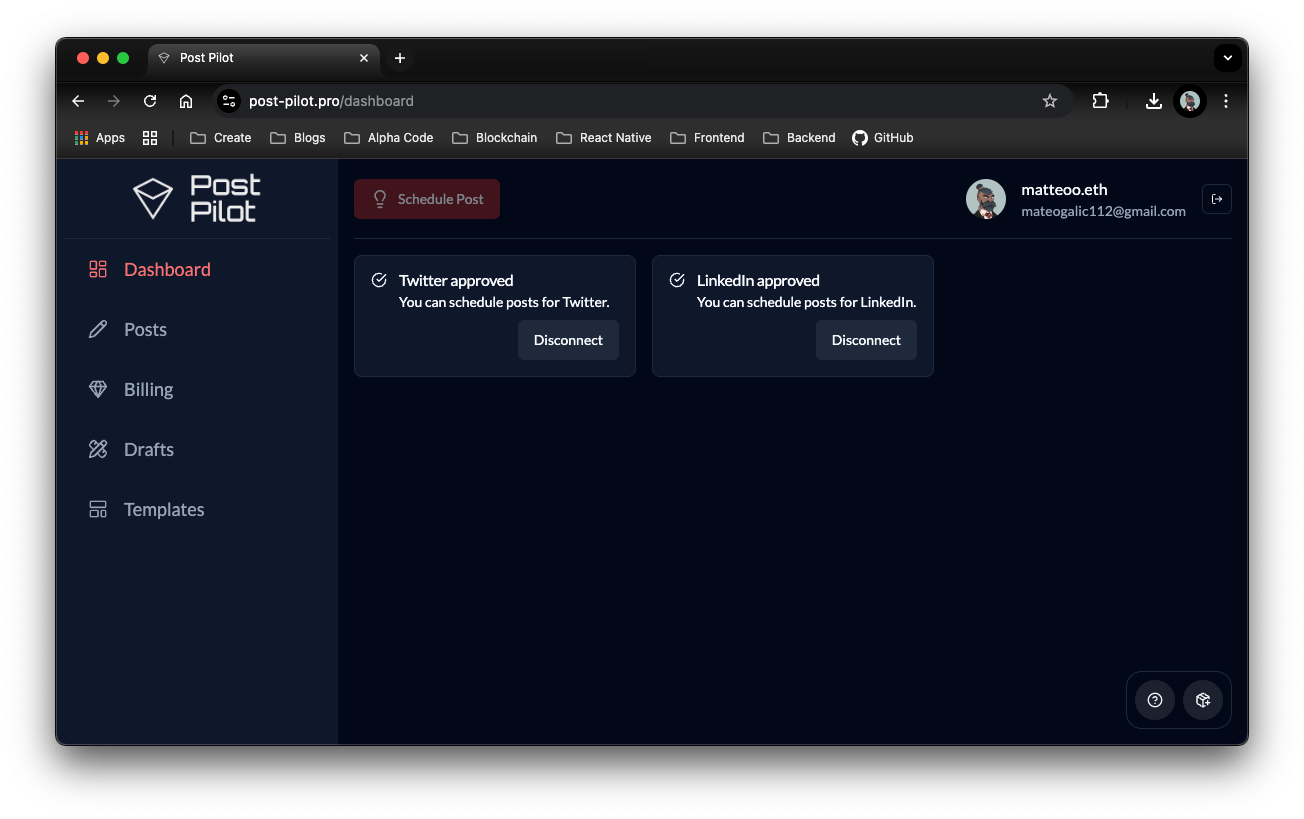 Post Pilot
post-pilot.pro/dashboard
Apps
Create
Blogs
Alpha Code
Blockchain
React Native
Frontend
Backend
GitHub
Post
Pilot
Dashboard
Posts
Billing
Drafts
Templates
Schedule Post
matteoo.eth
mateogalic112@gmail.com
Twitter approved
You can schedule posts for Twitter.
Disconnect
LinkedIn approved
You can schedule posts for LinkedIn.
Disconnect